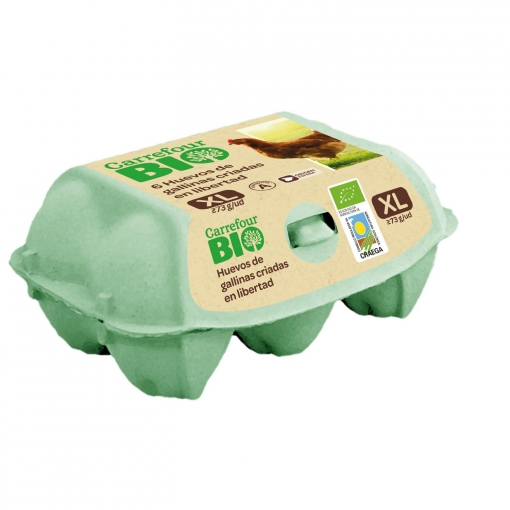 Carrefour
BIO
6 Huevos de
gallinas criadas
en libertad
XL
≥73 g/ud
A
Carrefour
BIO
Huevos de
gallinas criadas
en libertad
CRAEGA
XL
≥73 g/ud